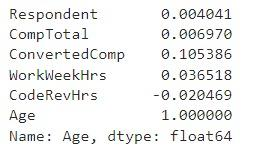 Respondent 0.004041
CompTotal 0.006970
ConvertedComp 0.105386
WorkWeekHrs 0.036518
CodeRevHrs -0.020469
Age 1.000000
Name: Age, dtype: float64